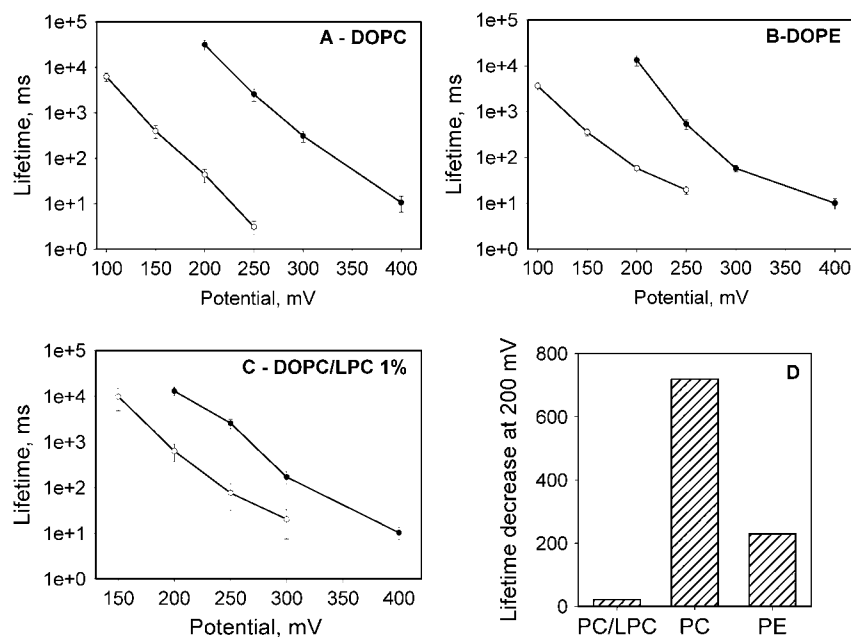 A - DOPC
1e+5
1e+4
1e+3
1e+2
1e+1
1e+0
Lifetime, ms
100 150 200 250 300 350 400
Potential, mV
B-DOPE
1e+5
1e+4
1e+3
1e+2
1e+1
1e+0
Lifetime, ms
100 150 200 250 300 350 400
Potential, mV
C - DOPC/LPC 1%
1e+5
1e+4
1e+3
1e+2
1e+1
1e+0
Lifetime, ms
150 200 250 300 350 400
Potential, mV
D
800
600
400
200
0
Lifetime decrease at 200 mV
PC/LPC PC PE